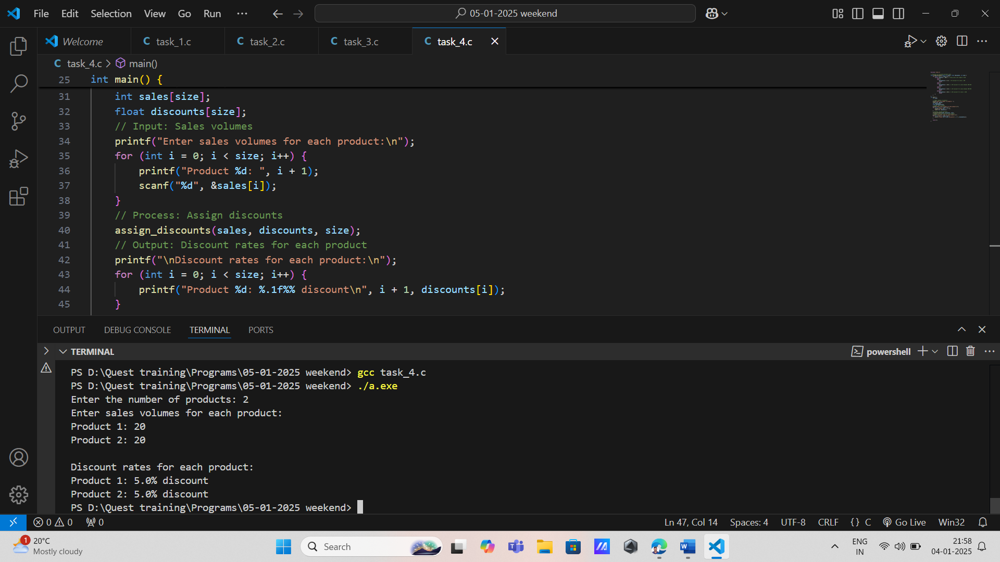 File Edit Selection View Go Run ... 05-01-2025 weekend
Welcome C task_1.c C task_2.c C task_3.c C task_4.c
C task_4.c > main()
25 int main() {
31 int sales[size];
32 float discounts[size];
33 // Input: Sales volumes
34 printf("Enter sales volumes for each product:\n");
35 for (int i = 0; i < size; i++) {
36 printf("Product %d: ", i + 1);
37 scanf("%d", &sales[i]);
38 }
39 // Process: Assign discounts
40 assign_discounts(sales, discounts, size);
41 // Output: Discount rates for each product
42 printf("\nDiscount rates for each product:\n");
43 for (int i = 0; i < size; i++) {
44 printf("Product %d: %.1f%% discount\n", i + 1, discounts[i]);
45 }
OUTPUT DEBUG CONSOLE TERMINAL PORTS
TERMINAL powershell
PS D:\Quest training\Programs\05-01-2025 weekend> gcc task_4.c
PS D:\Quest training\Programs\05-01-2025 weekend> ./a.exe
Enter the number of products: 2
Enter sales volumes for each product:
Product 1: 20
Product 2: 20
Discount rates for each product:
Product 1: 5.0% discount
Product 2: 5.0% discount
PS D:\Quest training\Programs\05-01-2025 weekend>
0 0 0 Ln 47, Col 14 Spaces: 4 UTF-8 CRLF {} C Go Live Win32
1 20°C Search ENG 21:58
Mostly cloudy IN 04-01-2025